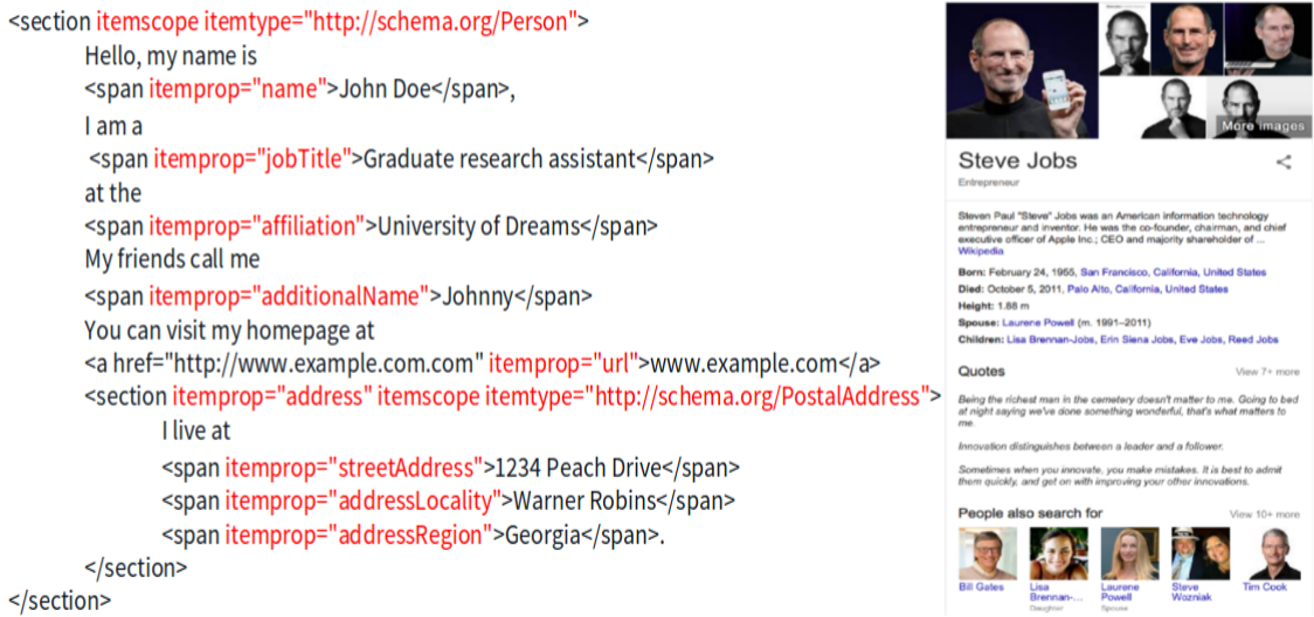 <section itemscope itemtype="http://schema.org/Person">
Hello, my name is
<span itemprop="name">John Doe</span>,
I am a
<span itemprop="jobTitle">Graduate research assistant</span>
at the
<span itemprop="affiliation">University of Dreams</span>
My friends call me
<span itemprop="additionalName">Johnny</span>
You can visit my homepage at
<a href="http://www.example.com.com" itemprop="url">www.example.com</a>
<section itemprop="address" itemscope itemtype="http://schema.org/PostalAddress">
I live at
<span itemprop="streetAddress">1234 Peach Drive</span>
<span itemprop="addressLocality">Warner Robins</span>
<span itemprop="addressRegion">Georgia</span>.
</section>
</section>
More images
Steve Jobs
Entrepreneur
Steven Paul "Steve" Jobs was an American information technology
entrepreneur and inventor. He was the co-founder, chairman, and chief
executive officer of Apple Inc.; CEO and majority shareholder of ...
Wikipedia
Born: February 24, 1955, San Francisco, California, United States
Died: October 5, 2011, Palo Alto, California, United States
Height: 1.88 m
Spouse: Laurene Powell (m. 1991–2011)
Children: Lisa Brennan-Jobs, Erin Siena Jobs, Eve Jobs, Reed Jobs
Quotes View 7+ more
Being the richest man in the cemetery doesn't matter to me. Going to bed
at night saying we've done something wonderful, that's what matters to
me.
Innovation distinguishes between a leader and a follower.
Sometimes when you innovate, you make mistakes. It is best to admit
them quickly, and get on with improving your other innovations.
People also search for View 10+ more
Bill Gates Lisa Brennan-... Laurene Powell Steve Wozniak Tim Cook
Daughter Spouse